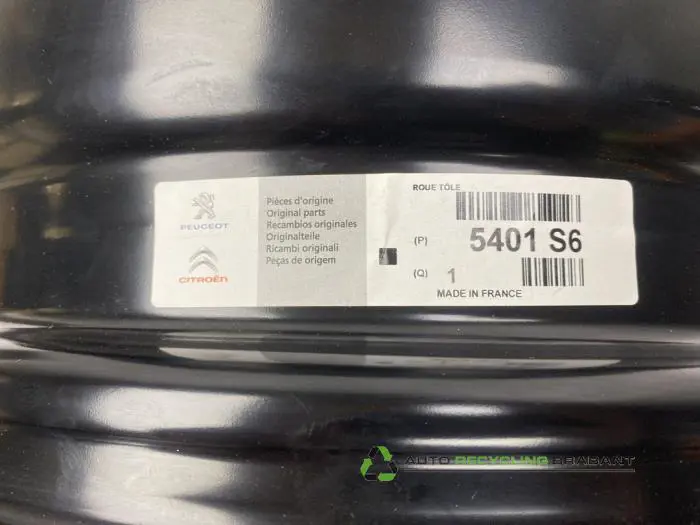 PEUGEOT
CITROËN
Pièces d'origine
Original parts
Recambios originales
Originalteile
Ricambi originali
Peças de origem
ROUE TÔLE
(P) 5401 S6
(Q) 1
MADE IN FRANCE
AUTO RECYCLING BRABANT